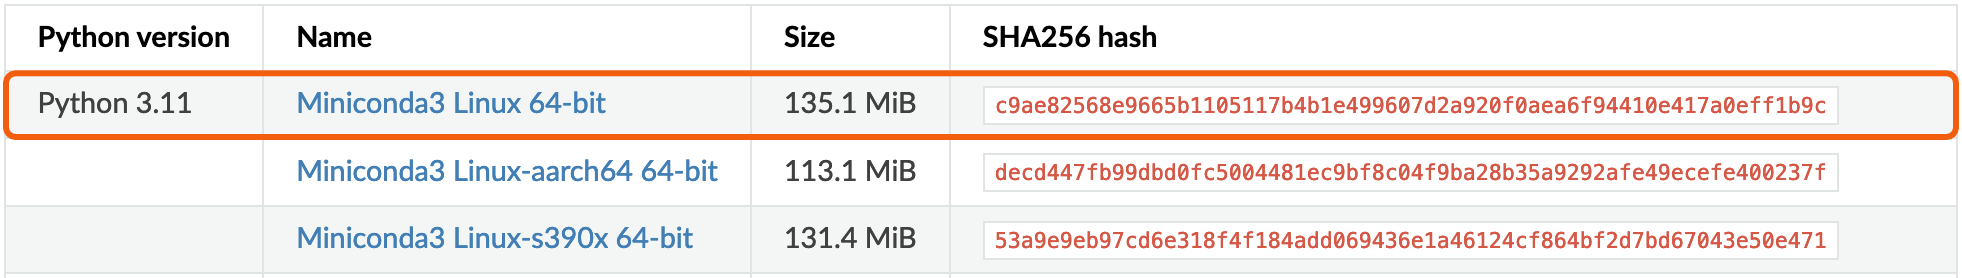 Python version Name Size SHA256 hash
Python 3.11 Miniconda3 Linux 64-bit 135.1 MiB c9ae82568e9665b1105117b4b1e499607d2a920f0aea6f94410e417a0eff1b9c
Miniconda3 Linux-aarch64 64-bit 113.1 MiB decd447fb99dbd0fc5004481ec9bf8c04f9ba28b35a9292afe49ecefe400237f
Miniconda3 Linux-s390x 64-bit 131.4 MiB 53a9e9eb97cd6e318f4f184add069436e1a46124cf864bf2d7bd67043e50e471